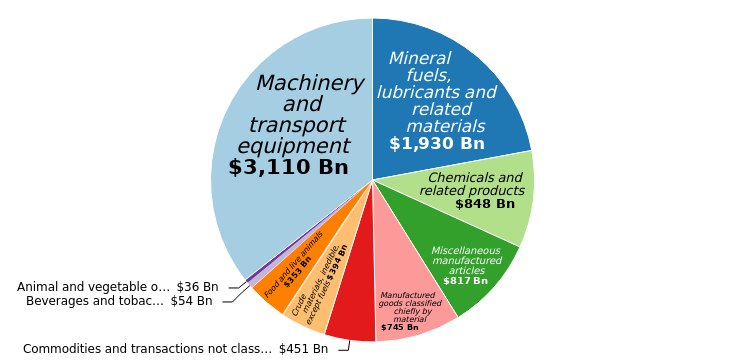 Machinery
and
transport
equipment
$3,110 Bn
Mineral
fuels,
lubricants and
related
materials
$1,930 Bn
Chemicals and
related products
$848 Bn
Miscellaneous
manufactured
articles
$817 Bn
Manufactured
goods classified
chiefly by
material
$745 Bn
Commodities and transactions not class... $451 Bn
Crude
materials, inedible,
except fuels $394 Bn
Food and live animals
$353 Bn
Beverages and tobac... $54 Bn
Animal and vegetable o... $36 Bn